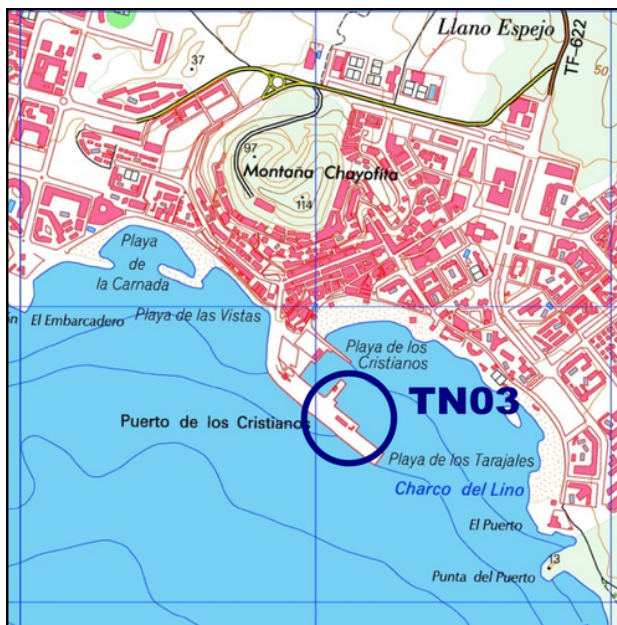 Llano Espejo
TF-622
50
37
97
Montaña Chayofita
114
Playa
de
la Carnada
El Embarcadero
Playa de las Vistas
Playa de los
Cristianos
TN03
Puerto de los Cristianos
Playa de los Tarajales
Charco del Lino
El Puerto
13
Punta del Puerto